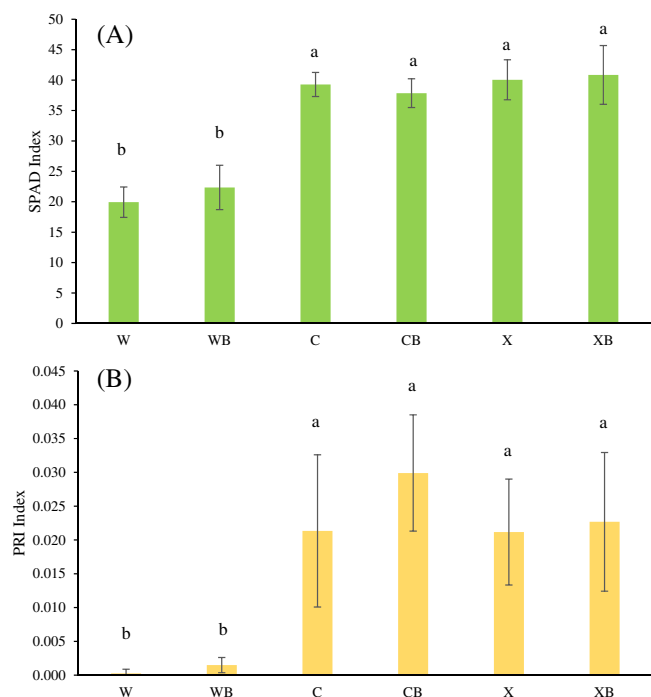 (A)
SPAD Index
50
45
40
35
30
25
20
15
10
5
0
b
b
a
a
a
a
W WB C CB X XB
(B)
PRI Index
0.045
0.040
0.035
0.030
0.025
0.020
0.015
0.010
0.005
0.000
b
b
a
a
a
a
W WB C CB X XB